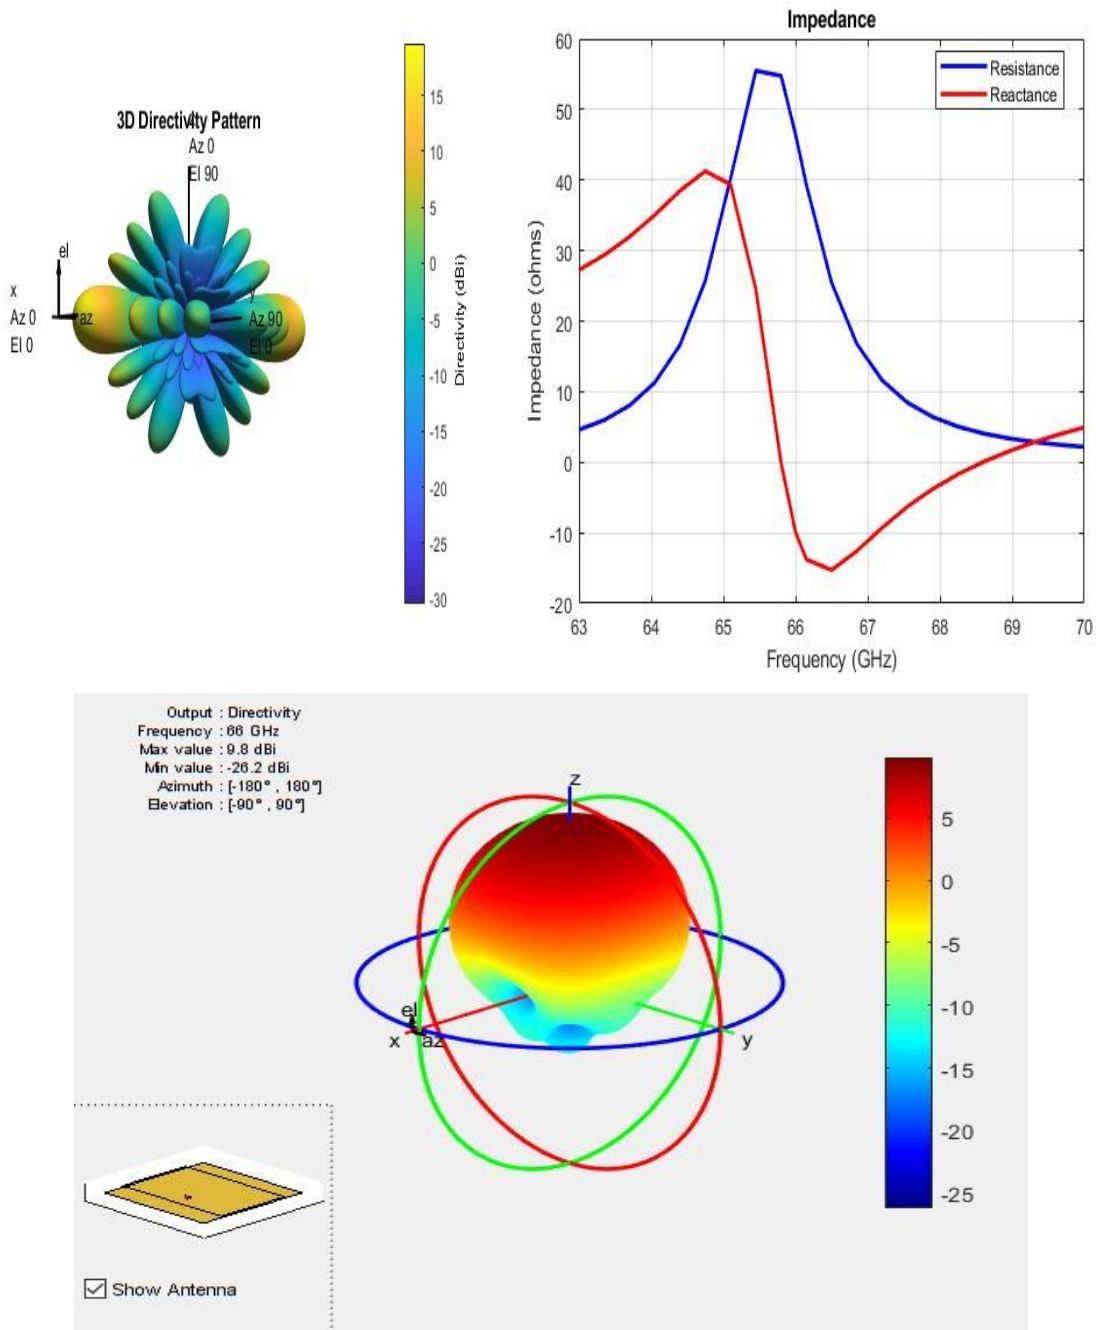 3D Directivity Pattern
z
Az 0
El 90
el
x
Az 0
El 0
az
y
Az 90
El 0
15
10
5
0
-5
-10
-15
-20
-25
-30
Directivity (dBi)
Impedance
Resistance
Reactance
60
50
40
30
20
10
0
-10
-20
Impedance (ohms)
63 64 65 66 67 68 69 70
Frequency (GHz)
Output : Directivity
Frequency : 66 GHz
Max value : 9.8 dBi
Min value : -26.2 dBi
Azimuth : [-180° , 180°]
Elevation : [-90° , 90°]
z
el
x
az
y
5
0
-5
-10
-15
-20
-25
Show Antenna